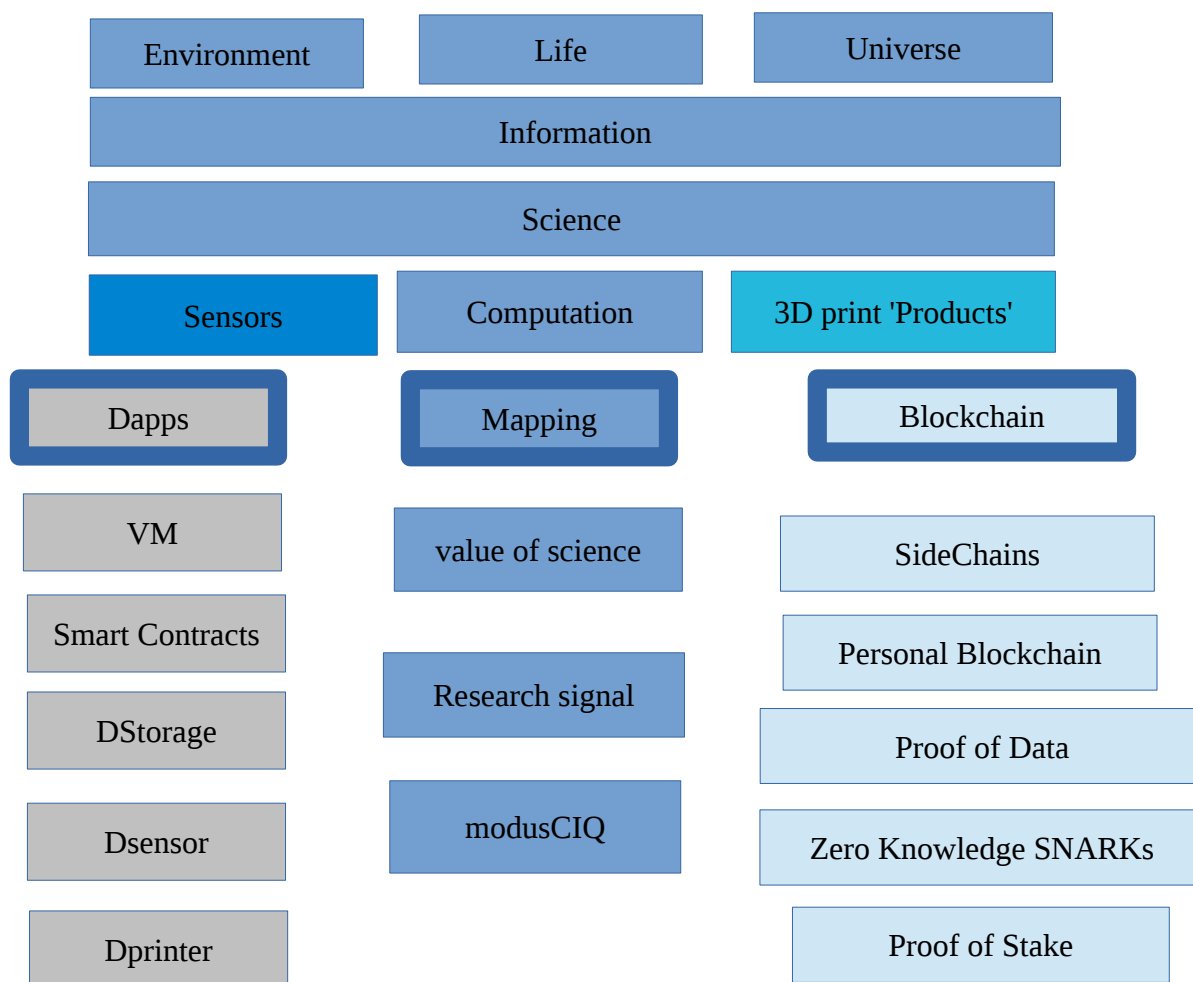 Environment
Life
Universe
Information
Science
Sensors
Computation
3D print 'Products'
Dapps
Mapping
Blockchain
VM
Smart Contracts
DStorage
Dsensor
Dprinter
value of science
Research signal
modusCIQ
SideChains
Personal Blockchain
Proof of Data
Zero Knowledge SNARKs
Proof of Stake